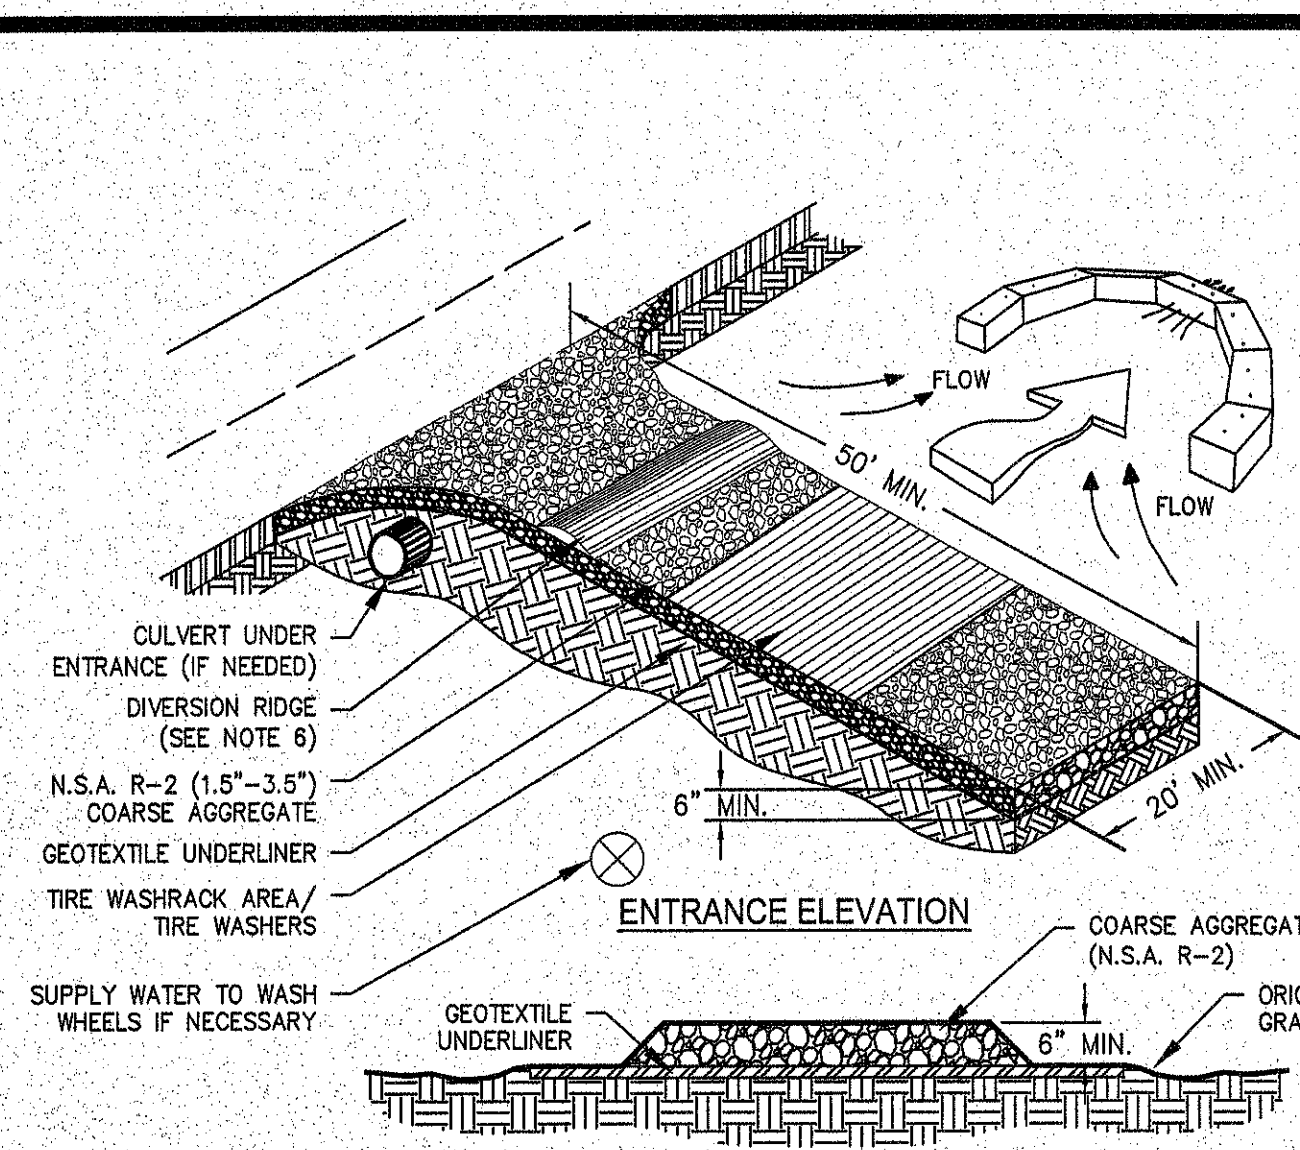 FLOW
50' MIN.
FLOW
CULVERT UNDER
ENTRANCE (IF NEEDED)
DIVERSION RIDGE
(SEE NOTE 6)
N.S.A. R-2 (1.5"-3.5")
COARSE AGGREGATE
GEOTEXTILE UNDERLINER
TIRE WASHRACK AREA/
TIRE WASHERS
SUPPLY WATER TO WASH
WHEELS IF NECESSARY
6" MIN.
20' MIN.
ENTRANCE ELEVATION
COARSE AGGREGAT
(N.S.A. R-2)
GEOTEXTILE
UNDERLINER
6" MIN.
ORIG
GRA